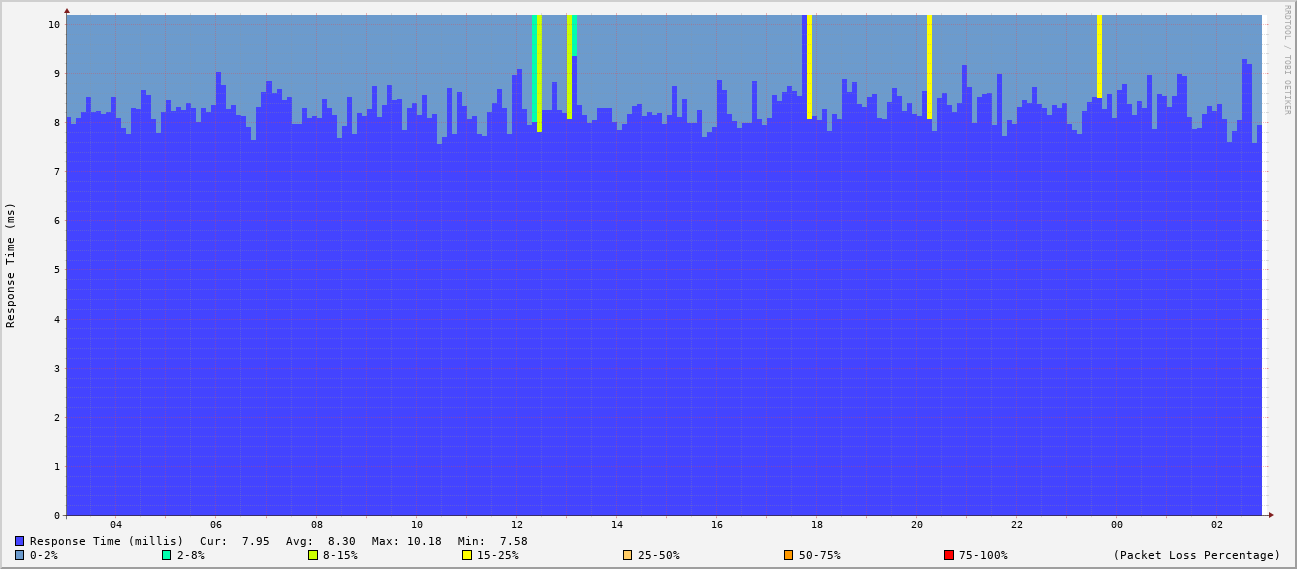 RRDTOOL / TOBI OETIKER
Response Time (ms)
10
9
8
7
6
5
4
3
2
1
0
04 06 08 10 12 14 16 18 20 22 00 02
Response Time (millis) Cur: 7.95 Avg: 8.30 Max: 10.18 Min: 7.58
0-2% 2-8% 8-15% 15-25% 25-50% 50-75% 75-100% (Packet Loss Percentage)